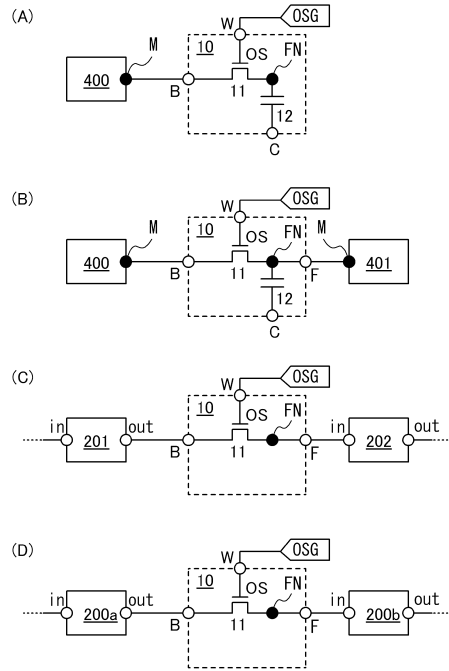 (A)
OSG
W
10
OS
FN
M
400
B
11
12
C
(B)
OSG
W
10
OS
FN
M
M
400
B
11
F
401
12
C
(C)
OSG
W
10
OS
FN
in
201
out
B
11
F
in
202
out
(D)
OSG
W
10
OS
FN
in
200a
out
B
11
F
in
200b
out